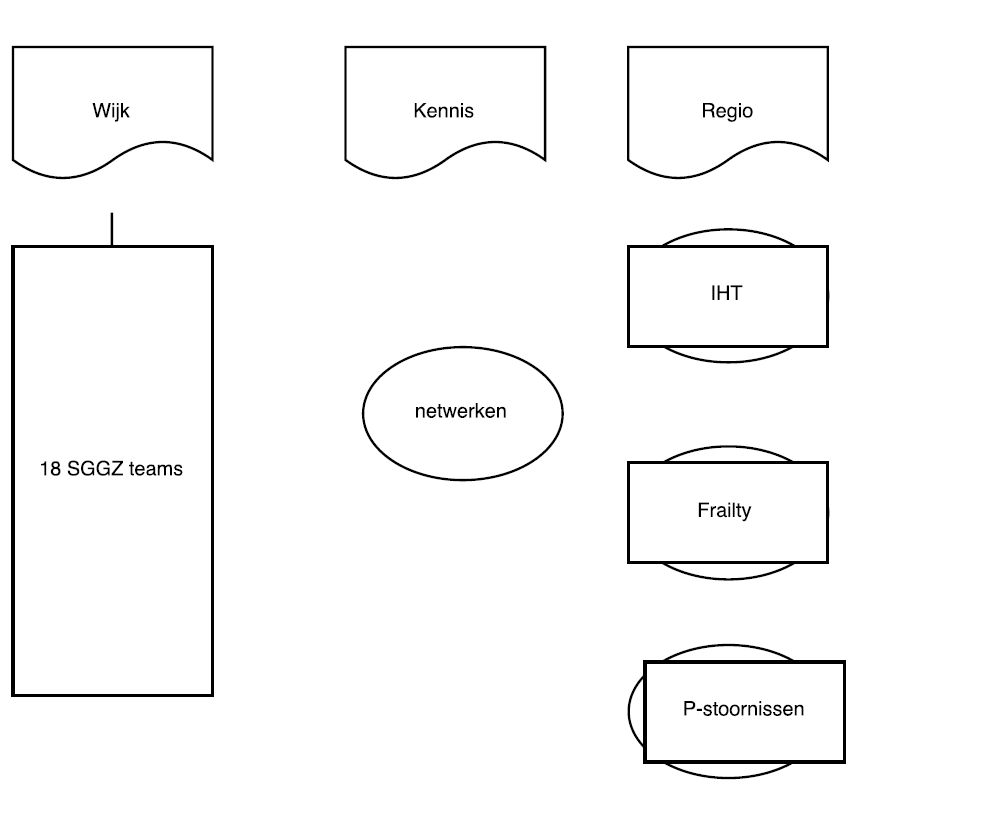 Wijk
Kennis
Regio
IHT
netwerken
18 SGGZ teams
Frailty
P-stoornissen